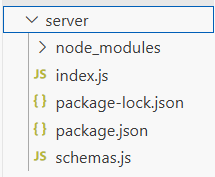 server
node_modules
JS index.js
{} package-lock.json
{} package.json
JS schemas.js